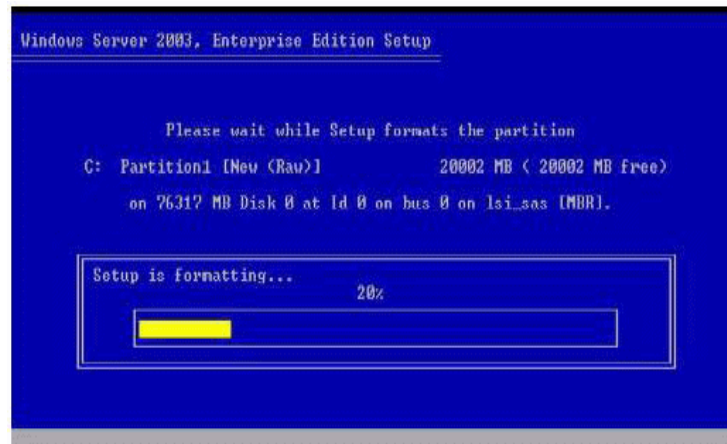 Windows Server 2003, Enterprise Edition Setup
Please wait while Setup formats the partition
C: Partition1 [New (Raw)] 20002 MB ( 20002 MB free)
on 76317 MB Disk 0 at Id 0 on bus 0 on lsi_sas [MBR].
Setup is formatting...
20%